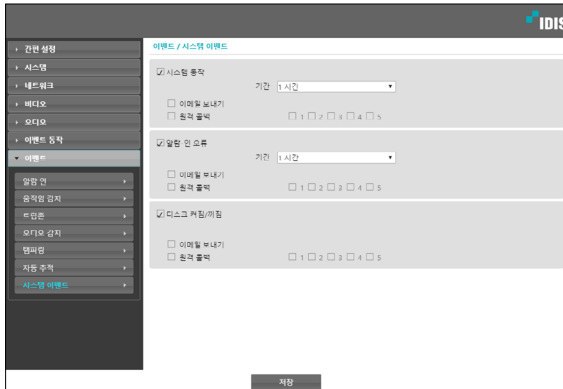 IDIS
간편 설정
시스템
네트워크
비디오
오디오
이벤트 동작
이벤트
알람 인
움직임 감지
트립존
오디오 감지
탬퍼링
자동 추적
시스템 이벤트
이벤트 / 시스템 이벤트
시스템 동작
기간 1 시간
이메일 보내기
원격 콜백 1 2 3 4 5
알람 인 오류
기간 1 시간
이메일 보내기
원격 콜백 1 2 3 4 5
디스크 켜짐/꺼짐
이메일 보내기
원격 콜백 1 2 3 4 5
저장